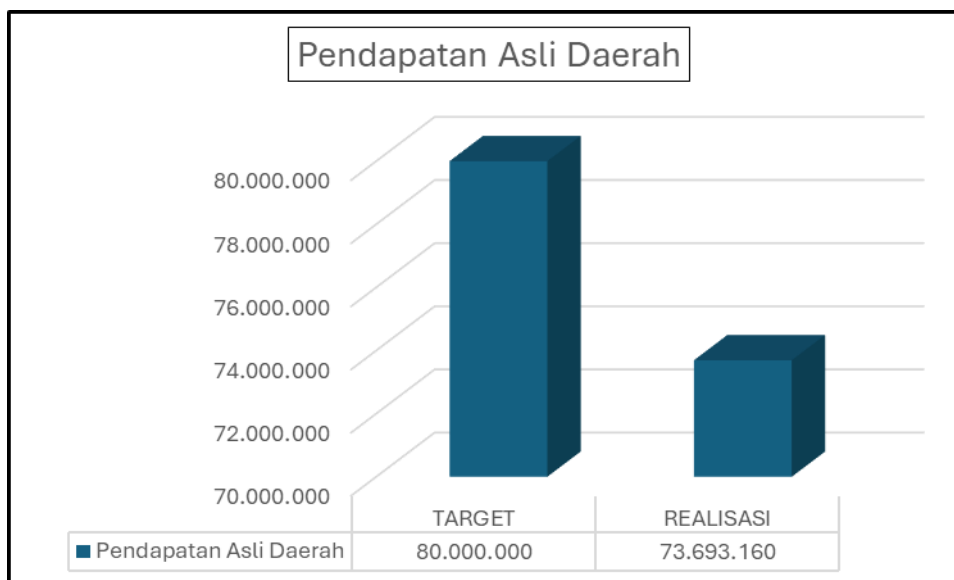 Pendapatan Asli Daerah
80.000.000
78.000.000
76.000.000
74.000.000
72.000.000
70.000.000
TARGET REALISASI
Pendapatan Asli Daerah 80.000.000 73.693.160